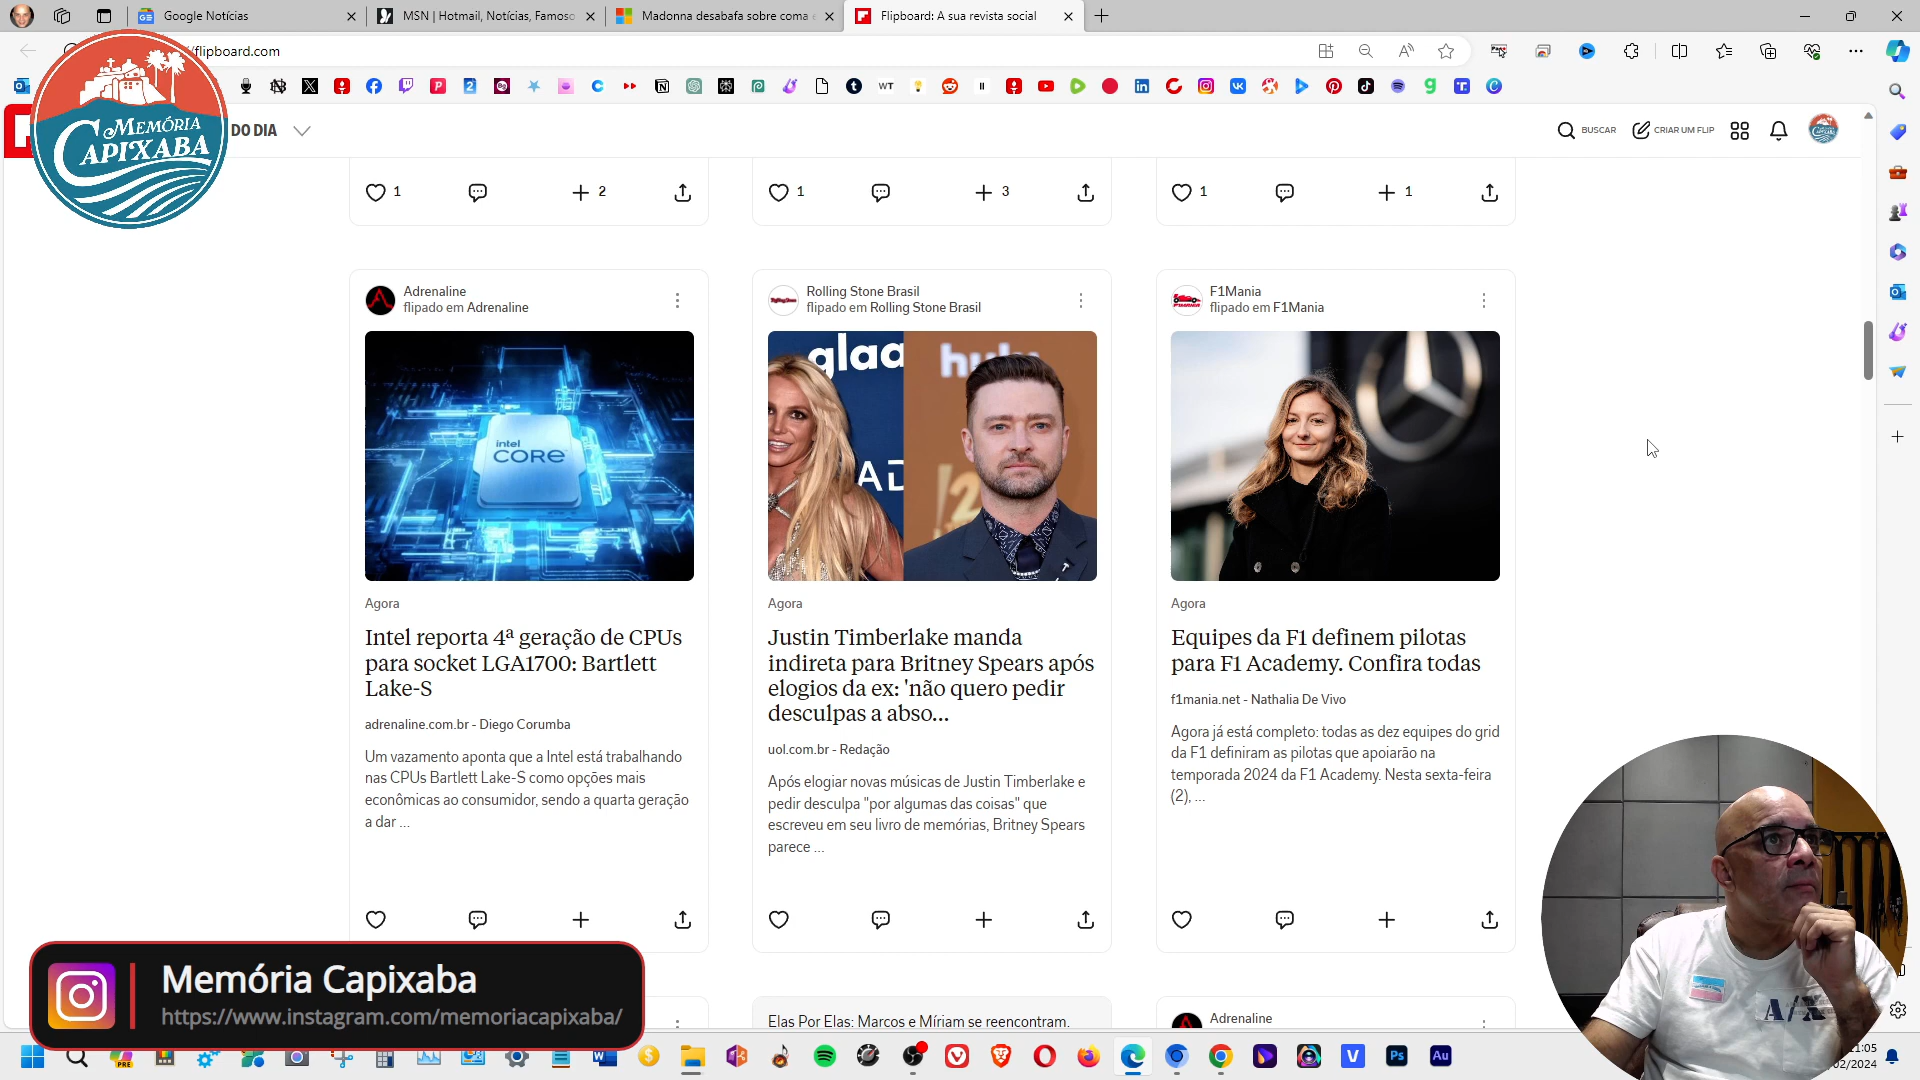 Google Notícias
MSN | Hotmail, Notícias, Famoso
Madonna desabafa sobre coma e
Flipboard: A sua revista social
/flipboard.com
MEMÓRIA
CAPIXABA
DO DIA
BUSCAR
CRIAR UM FLIP
1
2
1
3
1
1
Adrenaline
flipado em Adrenaline
Rolling Stone Brasil
flipado em Rolling Stone Brasil
F1Mania
flipado em F1Mania
intel
CORE
glaa
AD
hulu
Agora
Intel reporta 4ª geração de CPUs
para socket LGA1700: Bartlett
Lake-S
adrenaline.com.br - Diego Corumba
Um vazamento aponta que a Intel está trabalhando
nas CPUs Bartlett Lake-S como opções mais
econômicas ao consumidor, sendo a quarta geração
a dar ...
Agora
Justin Timberlake manda
indireta para Britney Spears após
elogios da ex: 'não quero pedir
desculpas a abso...
uol.com.br - Redação
Após elogiar novas músicas de Justin Timberlake e
pedir desculpa "por algumas das coisas" que
escreveu em seu livro de memórias, Britney Spears
parece ...
Agora
Equipes da F1 definem pilotas
para F1 Academy. Confira todas
f1mania.net - Nathalia De Vivo
Agora já está completo: todas as dez equipes do grid
da F1 definiram as pilotas que apoiarão na
temporada 2024 da F1 Academy. Nesta sexta-feira
(2), ...
Memória Capixaba
https://www.instagram.com/memoriacapixaba/
Elas Por Elas: Marcos e Míriam se reencontram.
Adrenaline
A/X
1:05
02/2024